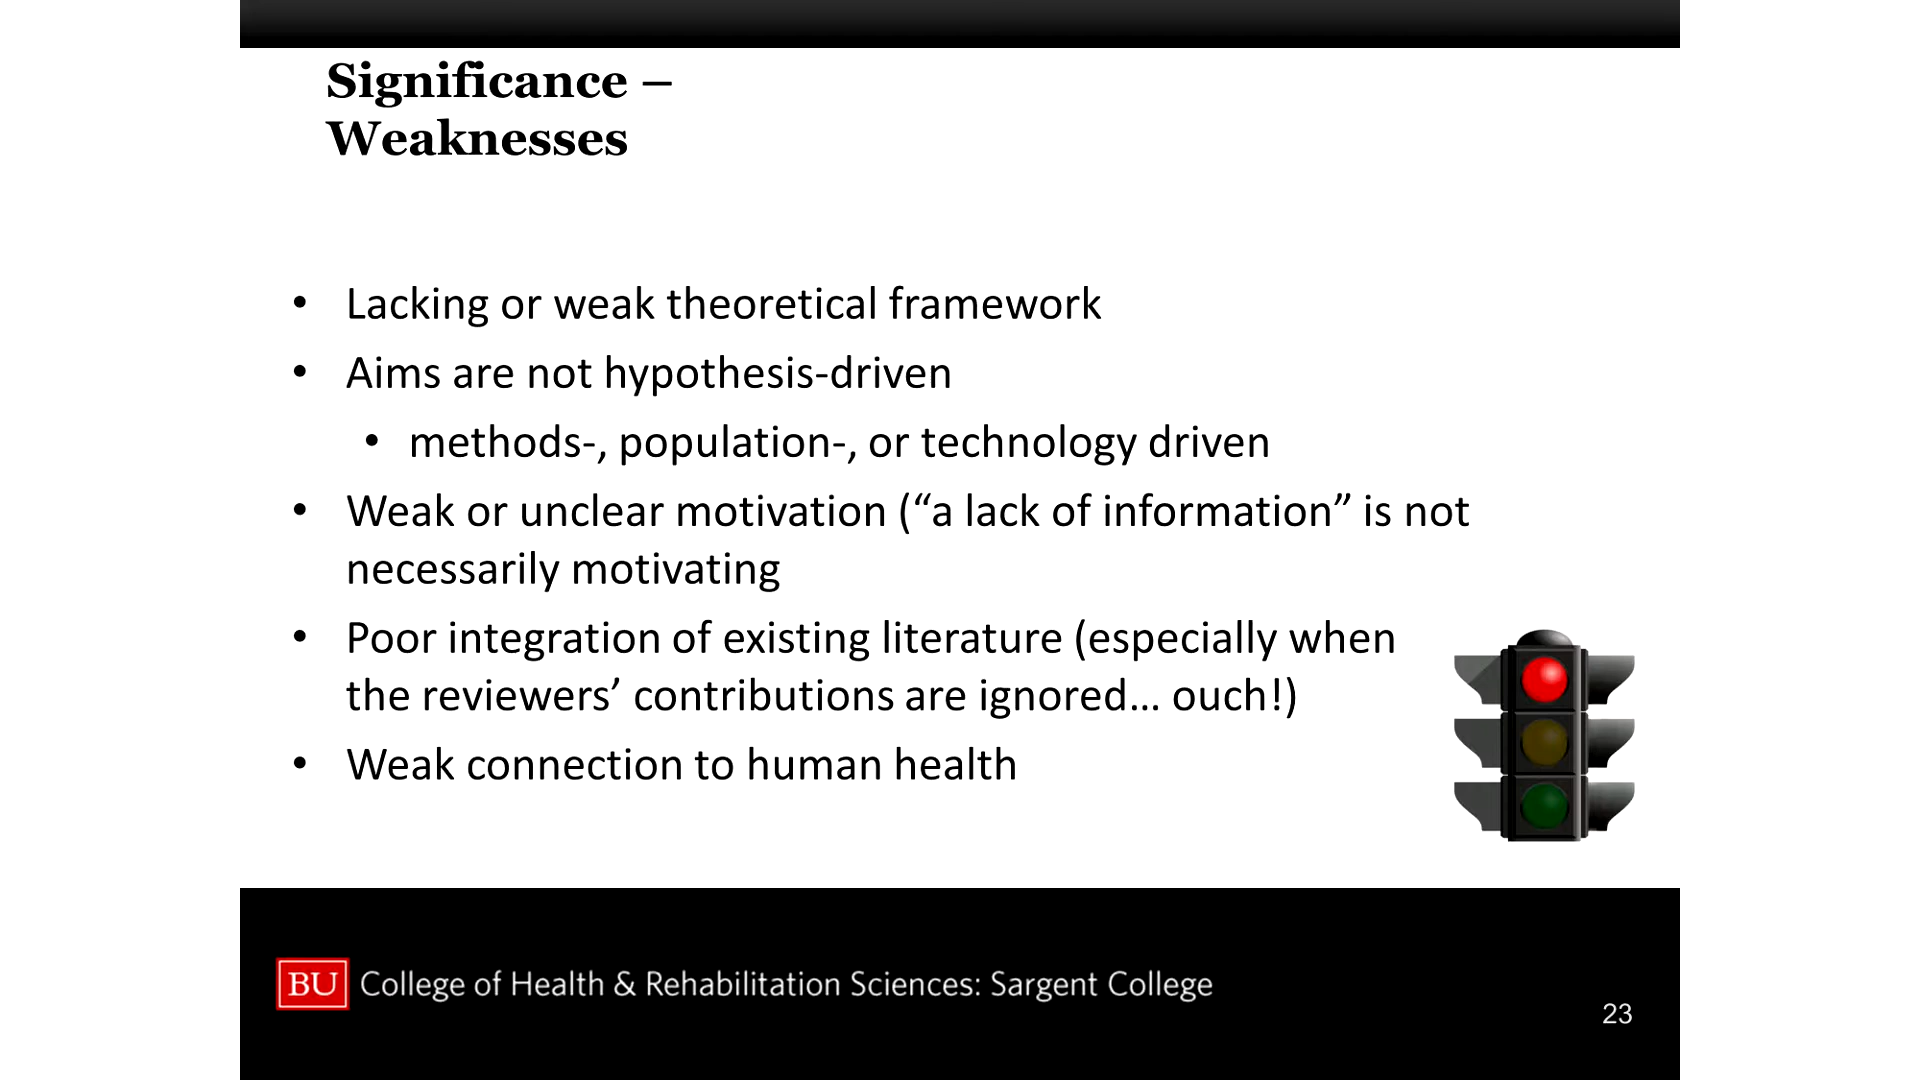 Significance –
Weaknesses
• Lacking or weak theoretical framework
• Aims are not hypothesis-driven
• methods-, population-, or technology driven
• Weak or unclear motivation (“a lack of information” is not
necessarily motivating
• Poor integration of existing literature (especially when
the reviewers’ contributions are ignored… ouch!)
• Weak connection to human health
BU College of Health & Rehabilitation Sciences: Sargent College
23